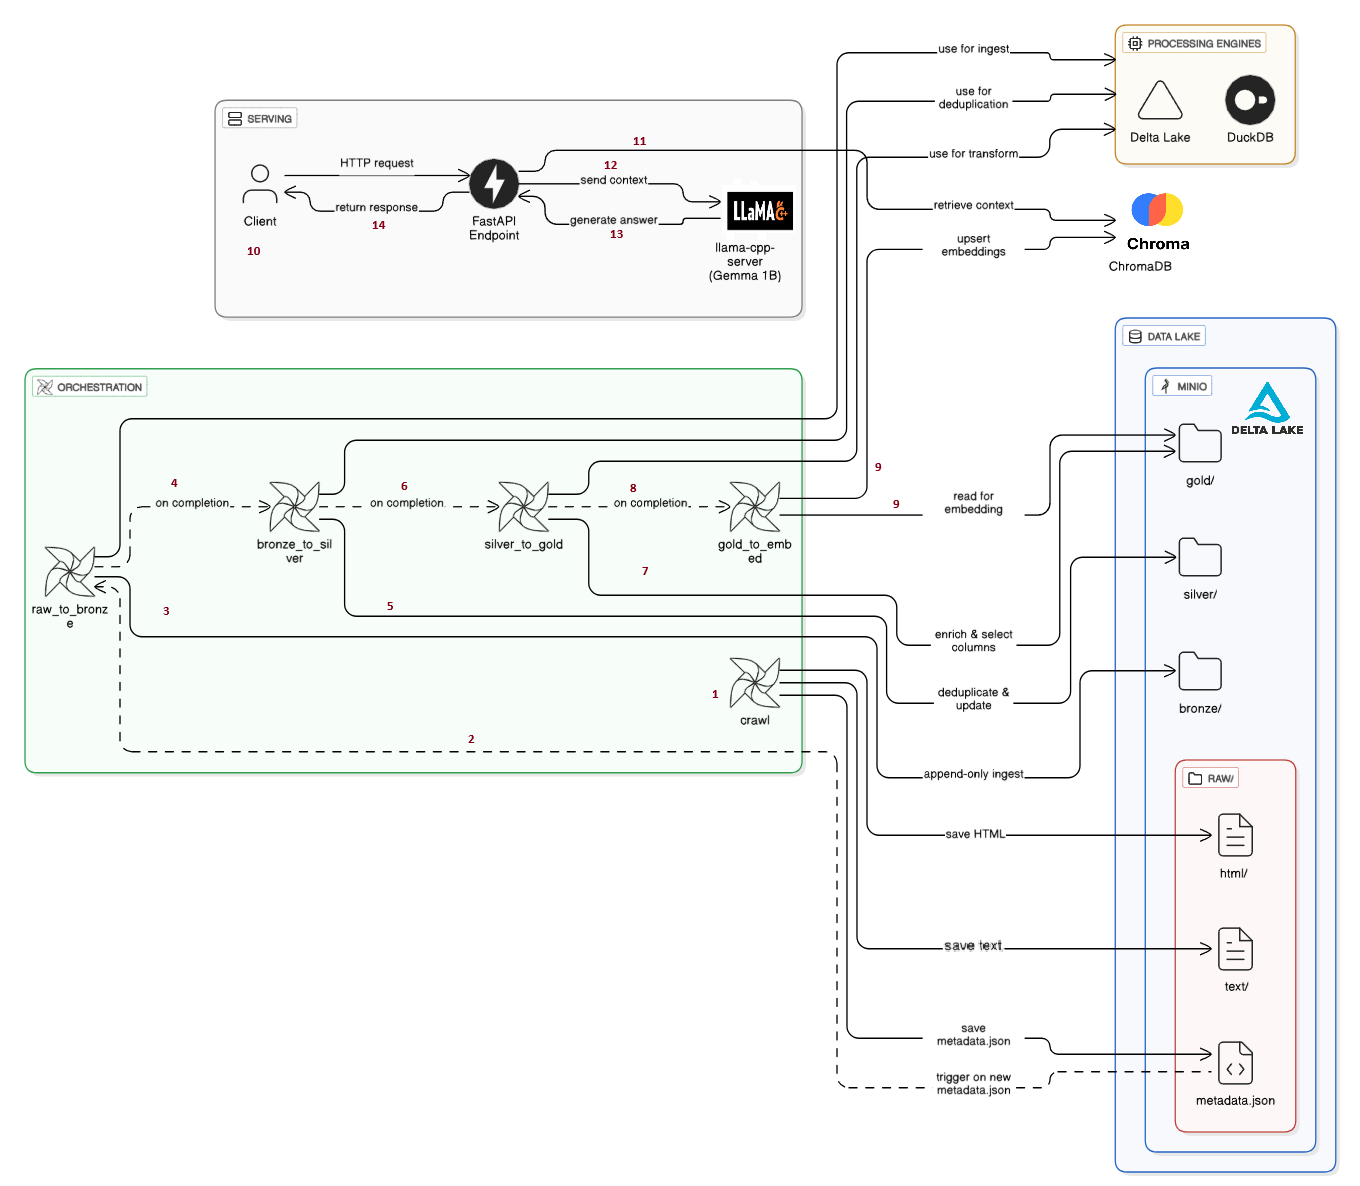 PROCESSING ENGINES
Delta Lake
DuckDB
use for ingest
use for
deduplication
use for transform
SERVING
HTTP request
return response
14
Client
10
FastAPI
Endpoint
11
12
send context
generate answer
13
LLaMA
C++
llama-cpp-
server
(Gemma 1B)
retrieve context
upsert
embeddings
Chroma
ChromaDB
ORCHESTRATION
4
on completion
6
on completion
8
on completion
9
9
read for
embedding
bronze_to_sil
ver
silver_to_gold
gold_to_emb
ed
raw_to_bronz
e
3
5
7
1
crawl
2
enrich & select
columns
deduplicate &
update
append-only ingest
save HTML
save text
save
metadata.json
trigger on new
metadata.json
DATA LAKE
MINIO
DELTA LAKE
gold/
silver/
bronze/
RAW/
html/
text/
metadata.json